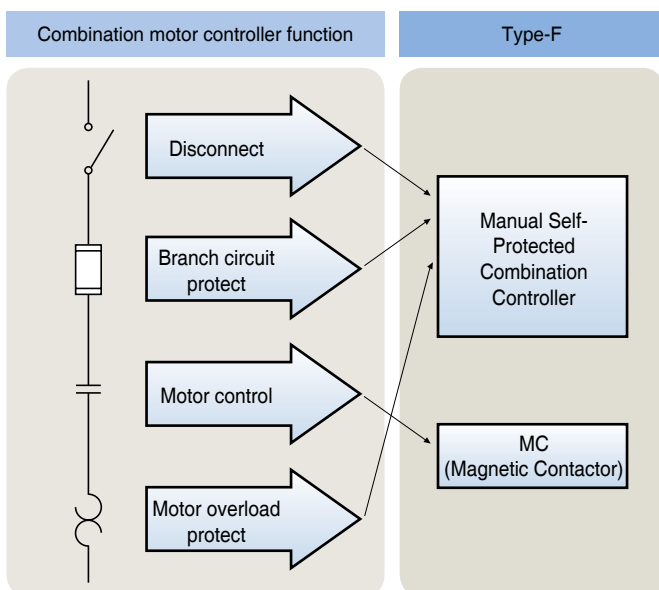 Combination motor controller function
Type-F
Disconnect
Branch circuit
protect
Motor control
Motor overload
protect
Manual Self-
Protected
Combination
Controller
MC
(Magnetic Contactor)